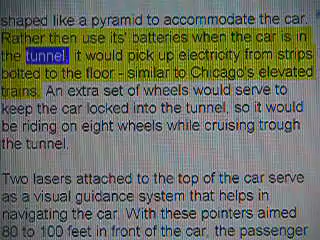 shaped like a pyramid to accommodate the car.
Rather then use its' batteries when the car is in
the tunnel, it would pick up electricity from strips
bolted to the floor - similar to Chicago's elevated
trains. An extra set of wheels would serve to
keep the car locked into the tunnel, so it would
be riding on eight wheels while cruising trough
the tunnel.
Two lasers attached to the top of the car serve
as a visual guidance system that helps in
navigating the car. With these pointers aimed
80 to 100 feet in front of the car, the passenger